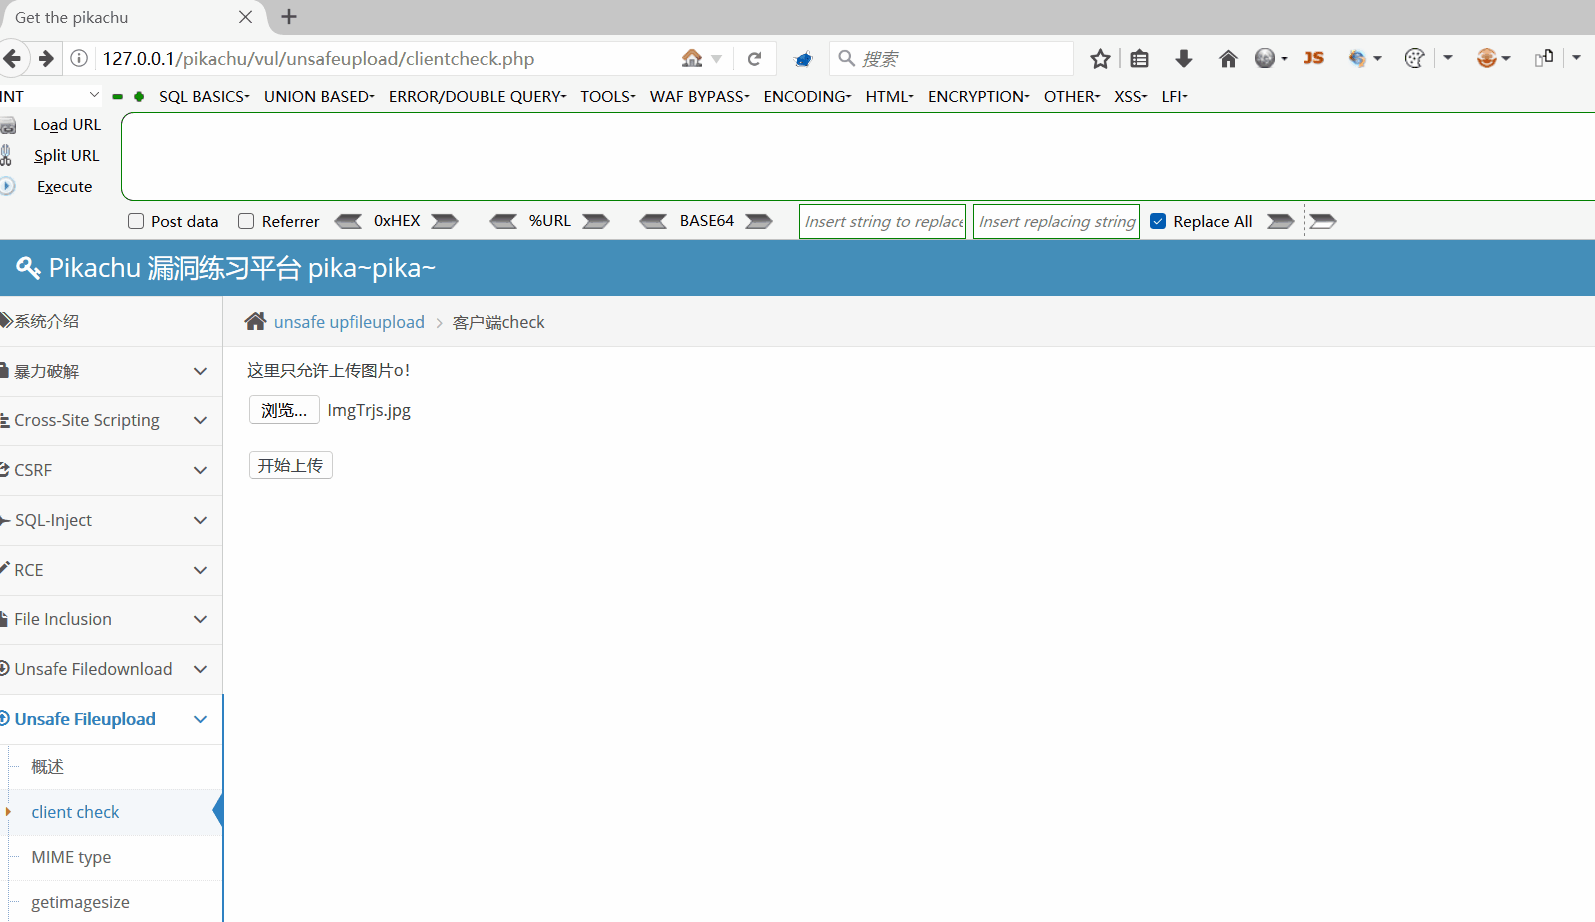 Get the pikachu
127.0.0.1/pikachu/vul/unsafeupload/clientcheck.php
搜索
JS
INT
SQL BASICS
UNION BASED
ERROR/DOUBLE QUERY
TOOLS
WAF BYPASS
ENCODING
HTML
ENCRYPTION
OTHER
XSS
LFI
Load URL
Split URL
Execute
Post data
Referrer
0xHEX
%URL
BASE64
Insert string to replace
Insert replacing string
Replace All
Pikachu 漏洞练习平台 pika~pika~
系统介绍
暴力破解
Cross-Site Scripting
CSRF
SQL-Inject
RCE
File Inclusion
Unsafe Filedownload
Unsafe Fileupload
概述
client check
MIME type
getimagesize
unsafe upfileupload
客户端check
这里只允许上传图片o!
浏览... ImgTrjs.jpg
开始上传